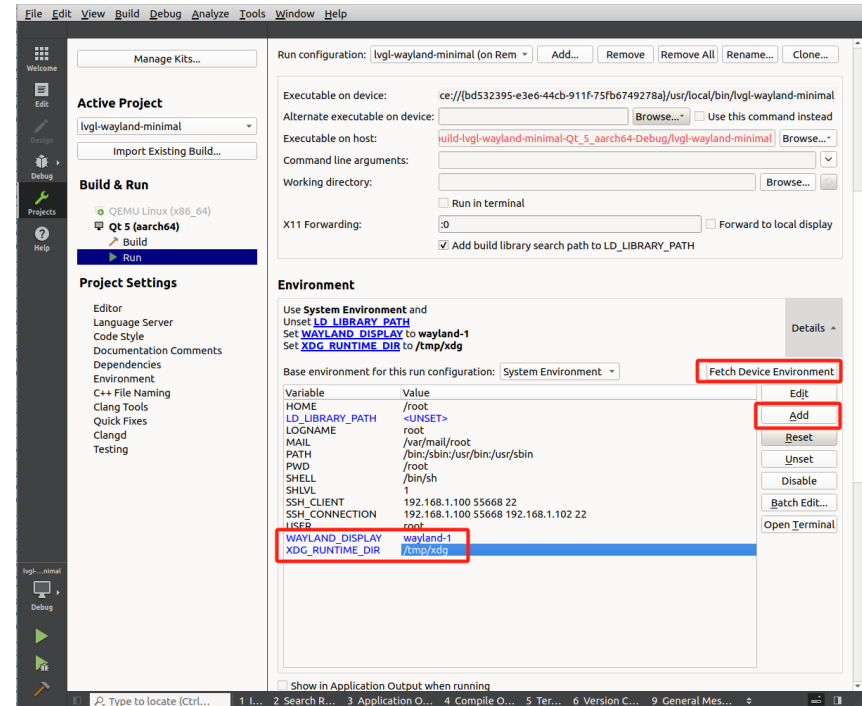 File Edit View Build Debug Analyze Tools Window Help
Welcome
Edit
Design
Debug
Projects
Help
Manage Kits...
Active Project
lvgl-wayland-minimal
Import Existing Build...
Build & Run
QEMU Linux (x86_64)
Qt 5 (aarch64)
Build
Run
Project Settings
Editor
Language Server
Code Style
Documentation Comments
Dependencies
Environment
C++ File Naming
Clang Tools
Quick Fixes
Clangd
Testing
Run configuration: lvgl-wayland-minimal (on Rem Add... Remove Remove All Rename... Clone...
Executable on device: ce://{bd532395-e3e6-44cb-911f-75fb6749278a}/usr/local/bin/lvgl-wayland-minimal
Alternate executable on device: Browse... Use this command instead
Executable on host: build-lvgl-wayland-minimal-Qt_5_aarch64-Debug/lvgl-wayland-minimal Browse...
Command line arguments:
Working directory: Browse...
Run in terminal
X11 Forwarding: :0 Forward to local display
Add build library search path to LD_LIBRARY_PATH
Environment
Use System Environment and
Unset LD_LIBRARY_PATH
Set WAYLAND_DISPLAY to wayland-1
Set XDG_RUNTIME_DIR to /tmp/xdg
Details
Base environment for this run configuration: System Environment Fetch Device Environment
Variable Value
HOME /root
LD_LIBRARY_PATH <UNSET>
LOGNAME root
MAIL /var/mail/root
PATH /bin:/sbin:/usr/bin:/usr/sbin
PWD /root
SHELL /bin/sh
SHLVL 1
SSH_CLIENT 192.168.1.100 55668 22
SSH_CONNECTION 192.168.1.100 55668 192.168.1.102 22
USER root
WAYLAND_DISPLAY wayland-1
XDG_RUNTIME_DIR /tmp/xdg
Edit
Add
Reset
Unset
Disable
Batch Edit...
Open Terminal
Show in Application Output when running
lvgl-...nimal
Debug
Type to locate (Ctrl... 1 I... 2 Search R... 3 Application O... 4 Compile O... 5 Ter... 6 Version C... 9 General Mes...